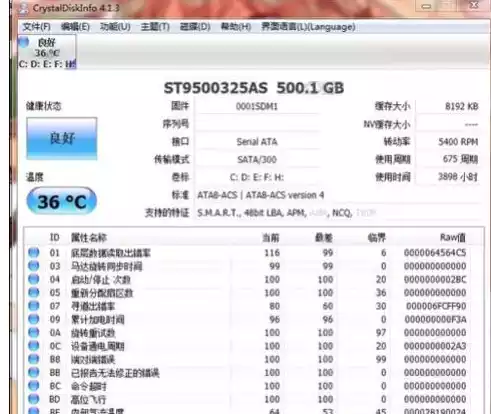 CrystalDiskInfo 4.1.3
文件(F) 编辑(E) 功能(U) 主题(T) 磁碟(D) 帮助(H) 界面语言(L)(Language)
良好
36 °C
C: D: E: F: H:
ST9500325AS 500.1 GB
健康状态
良好
温度
36 °C
固件 0001SDM1 缓存大小 8192 KB
序列号 NV缓存大小 ----
接口 Serial ATA 转动率 5400 RPM
传输模式 SATA/300 使用周期 675 周期
卷标 C: D: E: F: H: 使用时间 3898 小时
标准 ATA8-ACS | ATA8-ACS version 4
支持的特征 S.M.A.R.T., 48bit LBA, APM, AAM, NCQ, TRIM
ID 属性名称 当前 最差 临界 Raw值
01 底层数据读取出错率 116 99 6 0000064564C5
03 马达旋转同步时间 99 99 0 000000000000
04 启动/停止 次数 100 100 20 0000000002BC
05 重新分配扇区数 100 100 36 000000000000
07 寻道出错率 80 60 30 000006FCFF90
09 累计加电时间 96 96 0 000000000F3A
0A 旋转重试数 100 100 97 000000000000
0C 设备通电周期 100 100 20 0000000002A3
B8 端对端错误 100 100 99 000000000000
BB 已报告无法修正的错误 100 100 0 000000000000
BC 命令超时 100 100 0 000000000000
BD 高位飞行 100 100 0 000000000000
BE 64 53 45